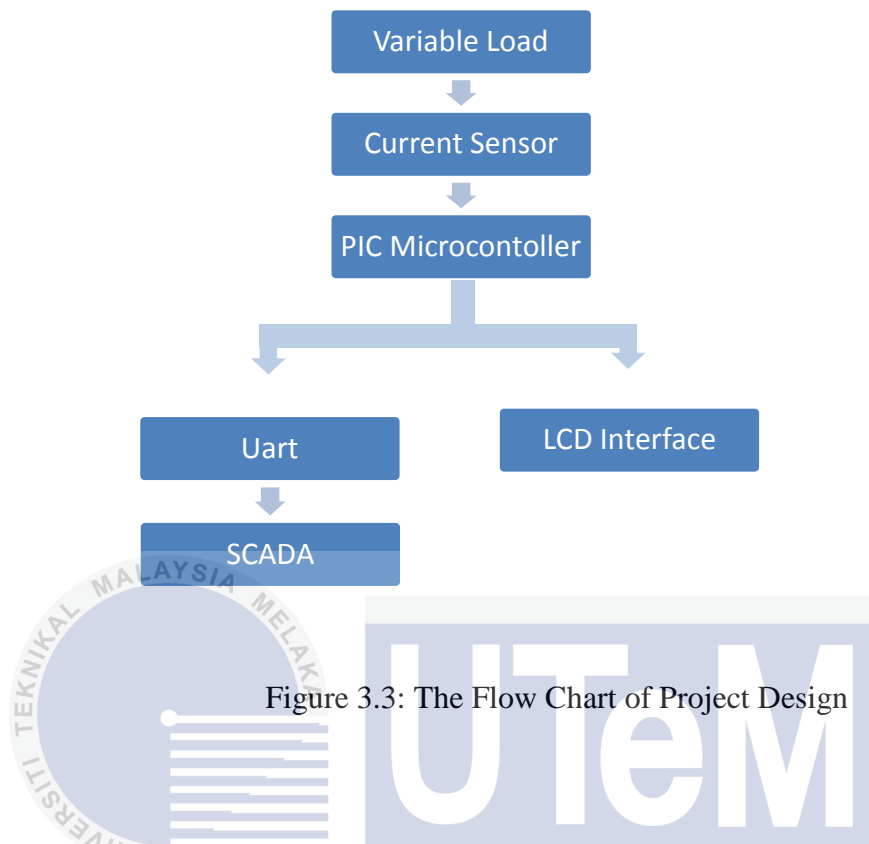 Variable Load
Current Sensor
PIC Microcontoller
Uart
LCD Interface
SCADA
TEKNIKAL MALAYSIA MELAKA
Figure 3.3: The Flow Chart of Project Design
UTeM